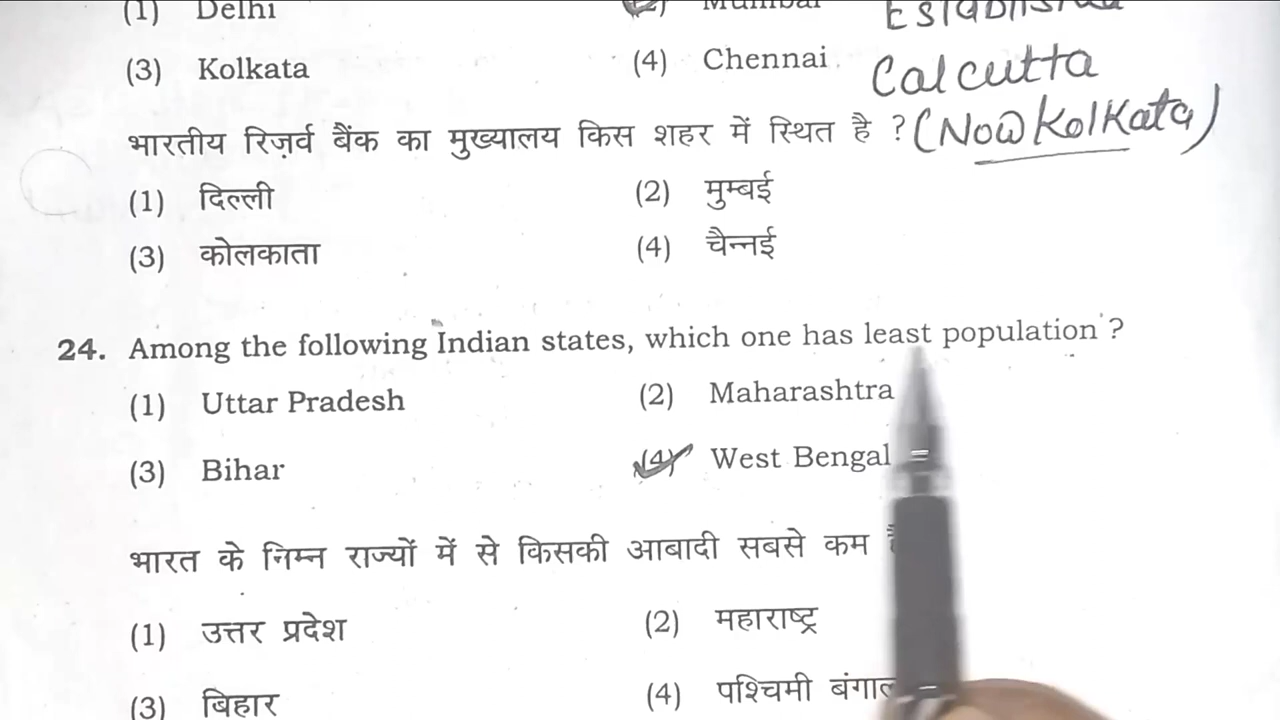 (1) Delhi (2) Mumbai
(3) Kolkata (4) Chennai
Calcutta
(Now Kolkata)
भारतीय रिज़र्व बैंक का मुख्यालय किस शहर में स्थित है ?
(1) दिल्ली (2) मुम्बई
(3) कोलकाता (4) चैन्नई
24. Among the following Indian states, which one has least population ?
(1) Uttar Pradesh (2) Maharashtra
(3) Bihar (4) West Bengal =
भारत के निम्न राज्यों में से किसकी आबादी सबसे कम
(1) उत्तर प्रदेश (2) महाराष्ट्र
(3) बिहार (4) पश्चिमी बंगाल